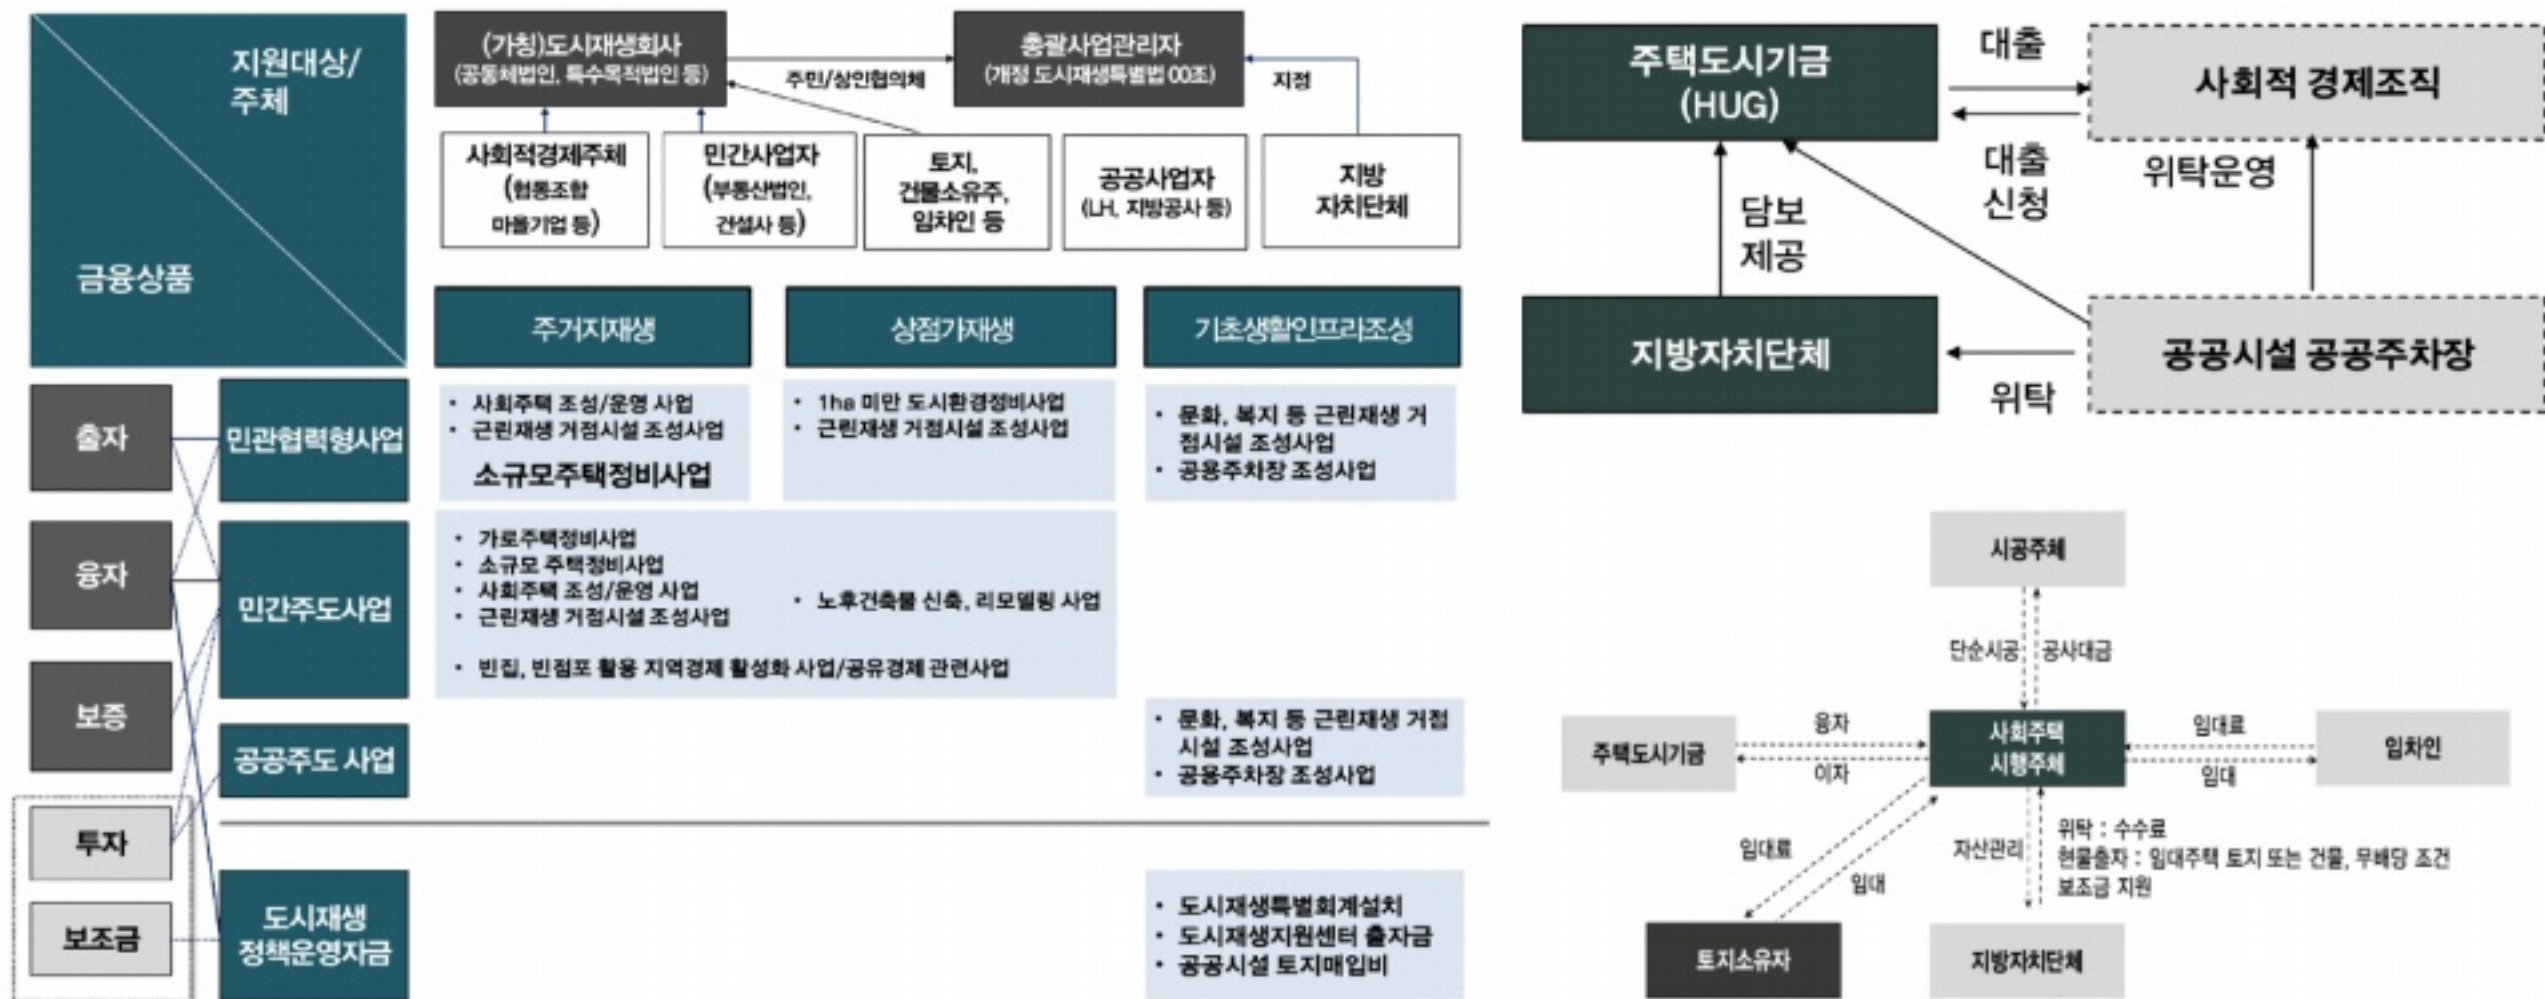 지원대상/
주체
금융상품
(가칭)도시재생회사
(공동체법인, 특수목적법인 등)
주민/상인협의체
총괄사업관리자
(개정 도시재생특별법 00조)
지정
사회적경제주체
(협동조합
마을기업 등)
민간사업자
(부동산법인,
건설사 등)
토지,
건물소유주,
임차인 등
공공사업자
(LH, 지방공사 등)
지방
자치단체
주거지재생
상점가재생
기초생활인프라조성
출자
융자
보증
투자
보조금
민관협력형사업
• 사회주택 조성/운영 사업
• 근린재생 거점시설 조성사업
소규모주택정비사업
• 1ha 미만 도시환경정비사업
• 근린재생 거점시설 조성사업
• 문화, 복지 등 근린재생 거
점시설 조성사업
• 공용주차장 조성사업
민간주도사업
• 가로주택정비사업
• 소규모 주택정비사업
• 사회주택 조성/운영 사업
• 근린재생 거점시설 조성사업
• 노후건축물 신축, 리모델링 사업
• 빈집, 빈점포 활용 지역경제 활성화 사업/공유경제 관련사업
공공주도 사업
• 문화, 복지 등 근린재생 거점
시설 조성사업
• 공용주차장 조성사업
도시재생
정책운영자금
• 도시재생특별회계설치
• 도시재생지원센터 출자금
• 공공시설 토지매입비
주택도시기금
(HUG)
대출
사회적 경제조직
대출
신청
위탁운영
담보
제공
지방자치단체
위탁
공공시설 공공주차장
시공주체
단순시공
공사대금
주택도시기금
융자
이자
사회주택
시행주체
임대료
임대
임차인
임대료
임대
자산관리
위탁 : 수수료
현물출자 : 임대주택 토지 또는 건물, 무배당 조건
보조금 지원
토지소유자
지방자치단체